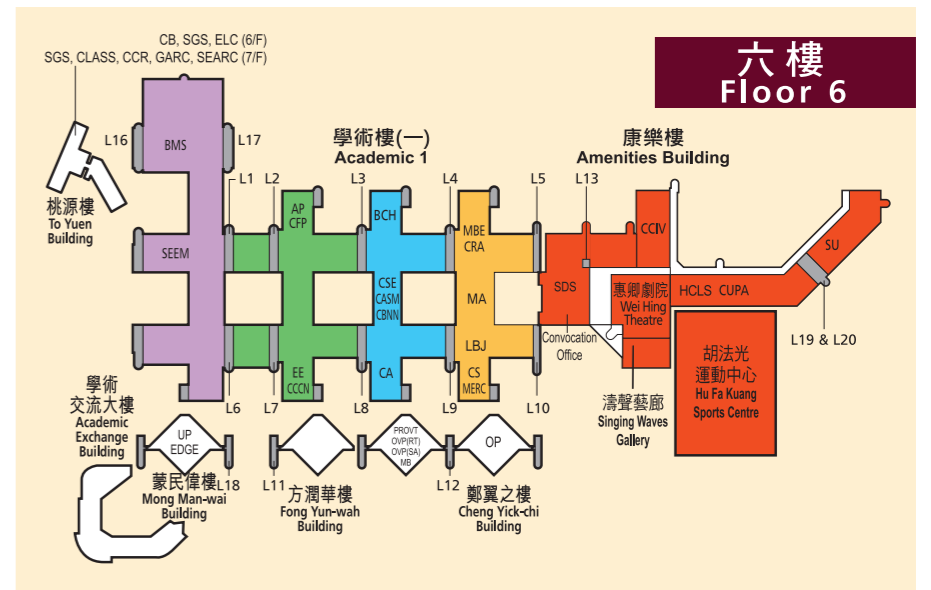 CB, SGS, ELC (6/F)
SGS, CLASS, CCR, GARC, SEARC (7/F)
六樓
Floor 6
學術樓(一)
Academic 1
康樂樓
Amenities Building
L16
BMS
L17
L1
L2
L3
L4
L5
L13
桃源樓
To Yuen
Building
AP
CFP
BCH
MBE
CRA
CCIV
SU
SEEM
CSE
CASM
CBNN
MA
SDS
惠卿劇院
Wei Hing
Theatre
HCLS
CUPA
LBJ
Convocation
Office
L19 & L20
EE
CCCN
CA
CS
MERC
胡法光
運動中心
Hu Fa Kuang
Sports Centre
濤聲藝廊
Singing Waves
Gallery
學術
交流大樓
Academic
Exchange
Building
L6
L7
L8
L9
L10
UP
EDGE
PROVT
OVP(RT)
OVP(SA)
MB
OP
L18
L11
L12
蒙民偉樓
Mong Man-wai
Building
方潤華樓
Fong Yun-wah
Building
鄭翼之樓
Cheng Yick-chi
Building